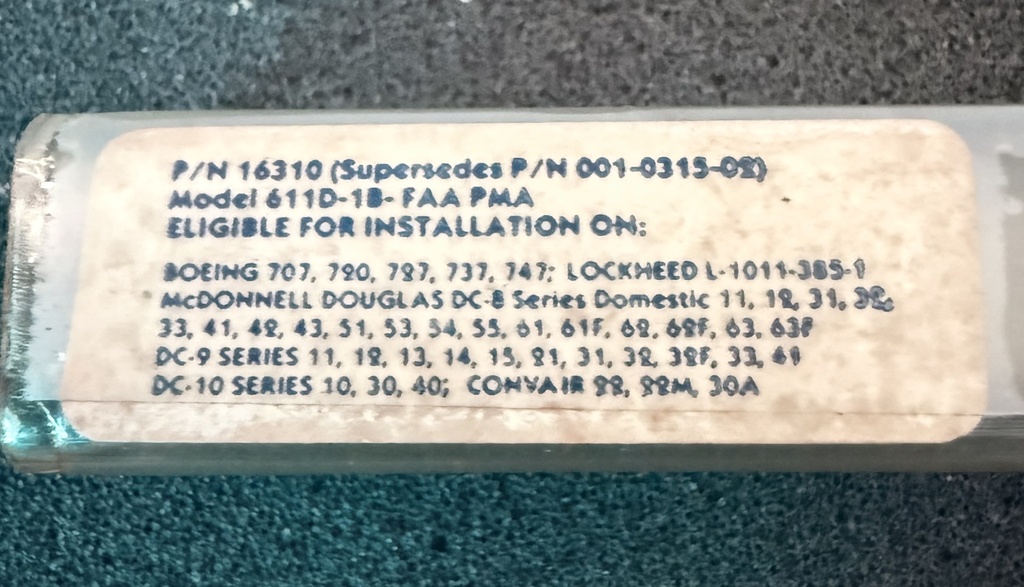 P/N 16310 (Supersedes P/N 001-0315-02)
Model 611D-1B- FAA PMA
ELIGIBLE FOR INSTALLATION ON:
BOEING 707, 720, 727, 737, 747; LOCKHEED L-1011-385-1
McDONNELL DOUGLAS DC-8 Series Domestic 11, 12, 31, 32,
33, 41, 42, 43, 51, 53, 54, 55, 61, 61F, 62, 62F, 63, 63F
DC-9 SERIES 11, 12, 13, 14, 15, 21, 31, 32, 32F, 33, 41
DC-10 SERIES 10, 30, 40; CONVAIR 22, 22M, 30A